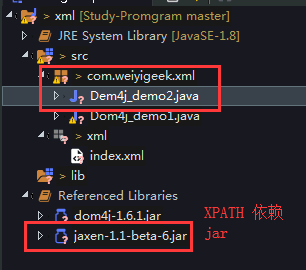 > xml [Study-Promgram master]
JRE System Library [JavaSE-1.8]
> src
> com.weiyigeek.xml
Dem4j_demo2.java
Dom4j_demo1.java
> xml
index.xml
> lib
Referenced Libraries
dom4j-1.6.1.jar
XPATH 依赖
jaxen-1.1-beta-6.jar
jar